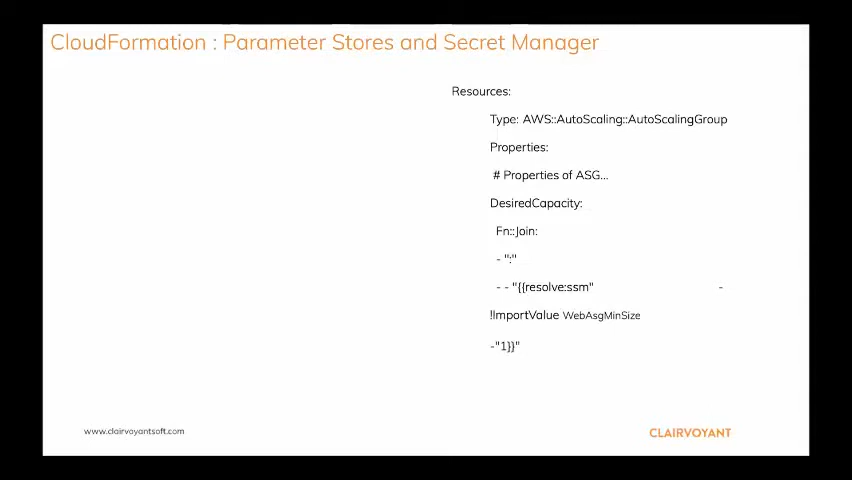 CloudFormation : Parameter Stores and Secret Manager
Resources:
Type: AWS::AutoScaling::AutoScalingGroup
Properties:
# Properties of ASG...
DesiredCapacity:
Fn::Join:
- ":"
- - "{{resolve:ssm" -
!ImportValue WebAsgMinSize
-"1}}"
www.clairvoyantsoft.com
CLAIRVOYANT